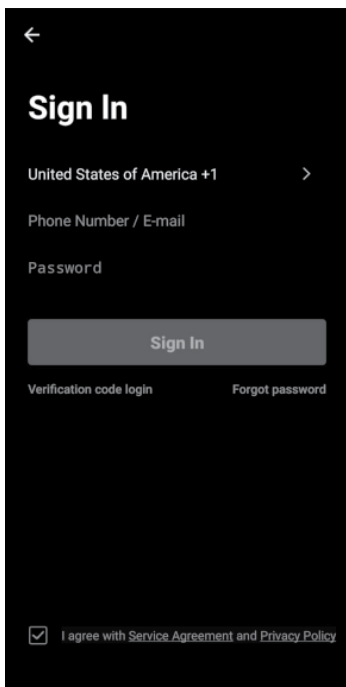 Sign In
United States of America +1
Phone Number / E-mail
Password
Sign In
Verification code login Forgot password
I agree with Service Agreement and Privacy Policy